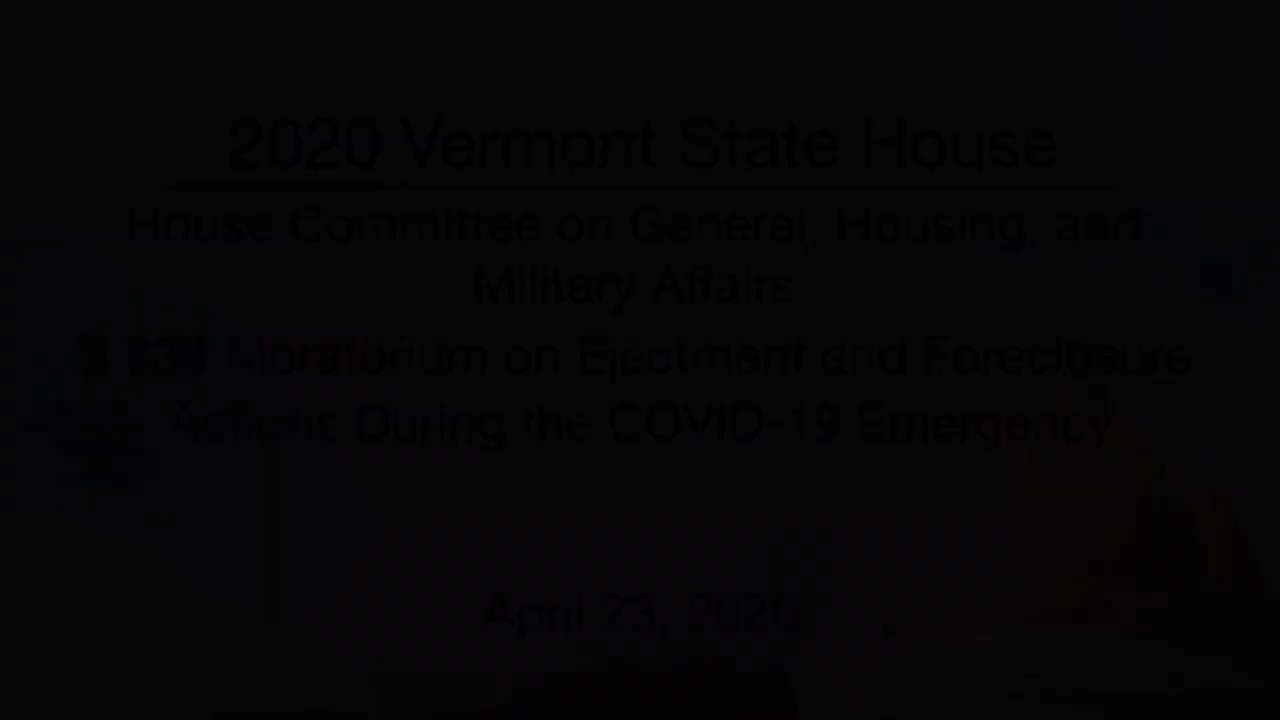 2020 Vermont State House
House Committee on General, Housing, and
Military Affairs
Moratorium on Ejectment and Foreclosure
Actions During the COVID-19 Emergency
April 23, 2020